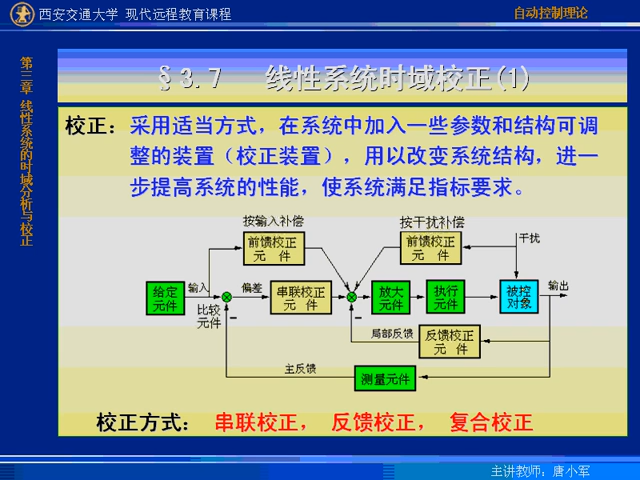 西安交通大学 现代远程教育课程
自动控制理论
第三章 线性系统的时域分析与校正
§3.7 线性系统时域校正(1)
校正：采用适当方式，在系统中加入一些参数和结构可调
整的装置（校正装置），用以改变系统结构，进一
步提高系统的性能，使系统满足指标要求。
按输入补偿
按干扰补偿
前馈校正
元 件
前馈校正
元 件
干扰
给定
元件
输入
比较
元件
偏差
串联校正
元 件
放大
元件
执行
元件
被控
对象
输出
局部反馈
反馈校正
元 件
主反馈
测量元件
校正方式： 串联校正， 反馈校正， 复合校正
主讲教师：唐小军